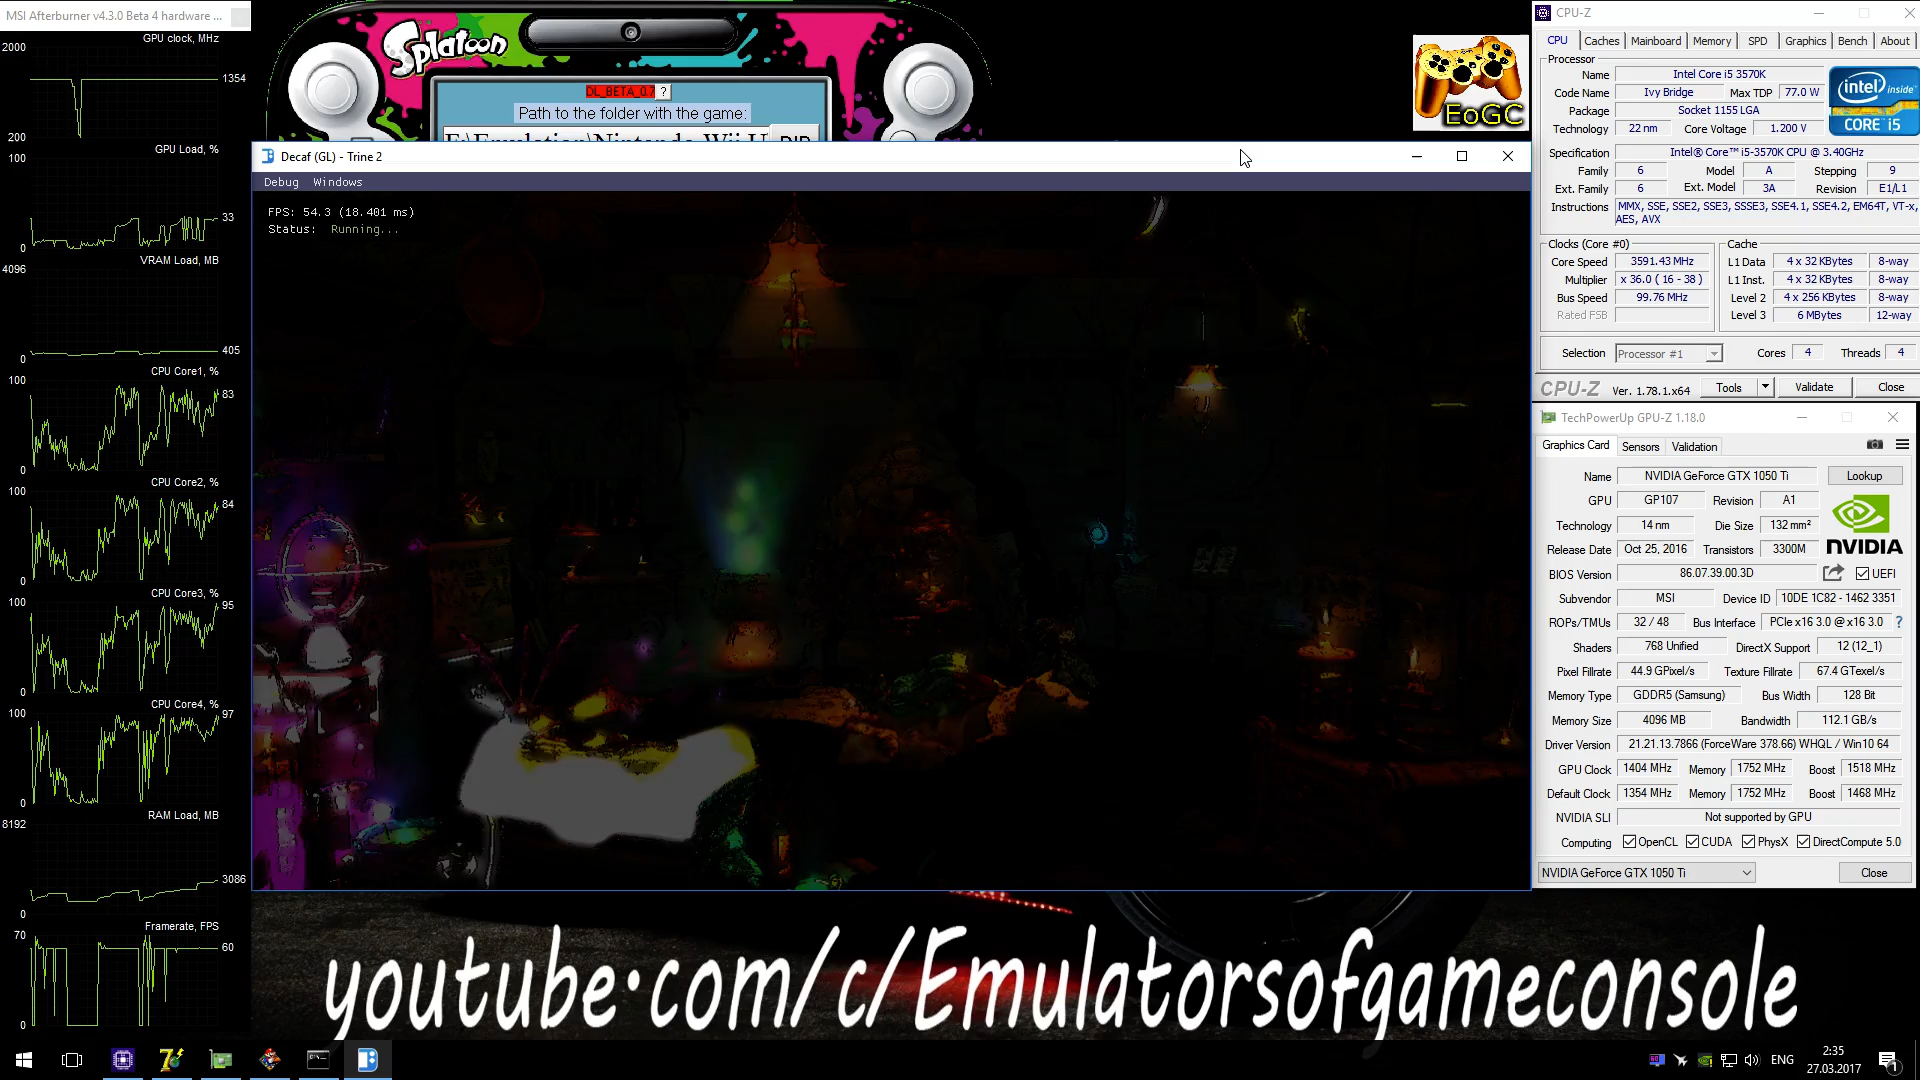 MSI Afterburner v4.3.0 Beta 4 hardware ...
GPU clock, MHz
2000
1354
200
GPU Load, %
100
33
0
VRAM Load, MB
4096
405
0
CPU Core1, %
100
83
0
CPU Core2, %
100
84
0
CPU Core3, %
100
95
0
CPU Core4, %
100
97
0
RAM Load, MB
8192
3086
0
Framerate, FPS
70
60
0
Splatoon
DL_BETA_0.7 ?
Path to the folder with the game:
E:\Emulation\Nintendo Wii U DIR
EoGC
Decaf (GL) - Trine 2
Debug Windows
FPS: 54.3 (18.401 ms)
Status: Running...
CPU-Z
CPU Caches Mainboard Memory SPD Graphics Bench About
Processor
Name Intel Core i5 3570K
Code Name Ivy Bridge Max TDP 77.0 W
Package Socket 1155 LGA
Technology 22 nm Core Voltage 1.200 V
intel inside
CORE i5
Specification Intel® Core™ i5-3570K CPU @ 3.40GHz
Family 6 Model A Stepping 9
Ext. Family 6 Ext. Model 3A Revision E1/L1
Instructions MMX, SSE, SSE2, SSE3, SSSE3, SSE4.1, SSE4.2, EM64T, VT-x,
AES, AVX
Clocks (Core #0) Cache
Core Speed 3591.43 MHz L1 Data 4 x 32 KBytes 8-way
Multiplier x 36.0 ( 16 - 38 ) L1 Inst. 4 x 32 KBytes 8-way
Bus Speed 99.76 MHz Level 2 4 x 256 KBytes 8-way
Rated FSB Level 3 6 MBytes 12-way
Selection Processor #1 Cores 4 Threads 4
CPU-Z Ver. 1.78.1.x64 Tools Validate Close
TechPowerUp GPU-Z 1.18.0
Graphics Card Sensors Validation
Name NVIDIA GeForce GTX 1050 Ti Lookup
GPU GP107 Revision A1
Technology 14 nm Die Size 132 mm²
Release Date Oct 25, 2016 Transistors 3300M
NVIDIA
BIOS Version 86.07.39.00.3D UEFI
Subvendor MSI Device ID 10DE 1C82 - 1462 3351
ROPs/TMUs 32 / 48 Bus Interface PCIe x16 3.0 @ x16 3.0 ?
Shaders 768 Unified DirectX Support 12 (12_1)
Pixel Fillrate 44.9 GPixel/s Texture Fillrate 67.4 GTexel/s
Memory Type GDDR5 (Samsung) Bus Width 128 Bit
Memory Size 4096 MB Bandwidth 112.1 GB/s
Driver Version 21.21.13.7866 (ForceWare 378.66) WHQL / Win10 64
GPU Clock 1404 MHz Memory 1752 MHz Boost 1518 MHz
Default Clock 1354 MHz Memory 1752 MHz Boost 1468 MHz
NVIDIA SLI Not supported by GPU
Computing OpenCL CUDA PhysX DirectCompute 5.0
NVIDIA GeForce GTX 1050 Ti Close
youtube.com/c/Emulatorsofgameconsole
ENG
2:35
27.03.2017
1